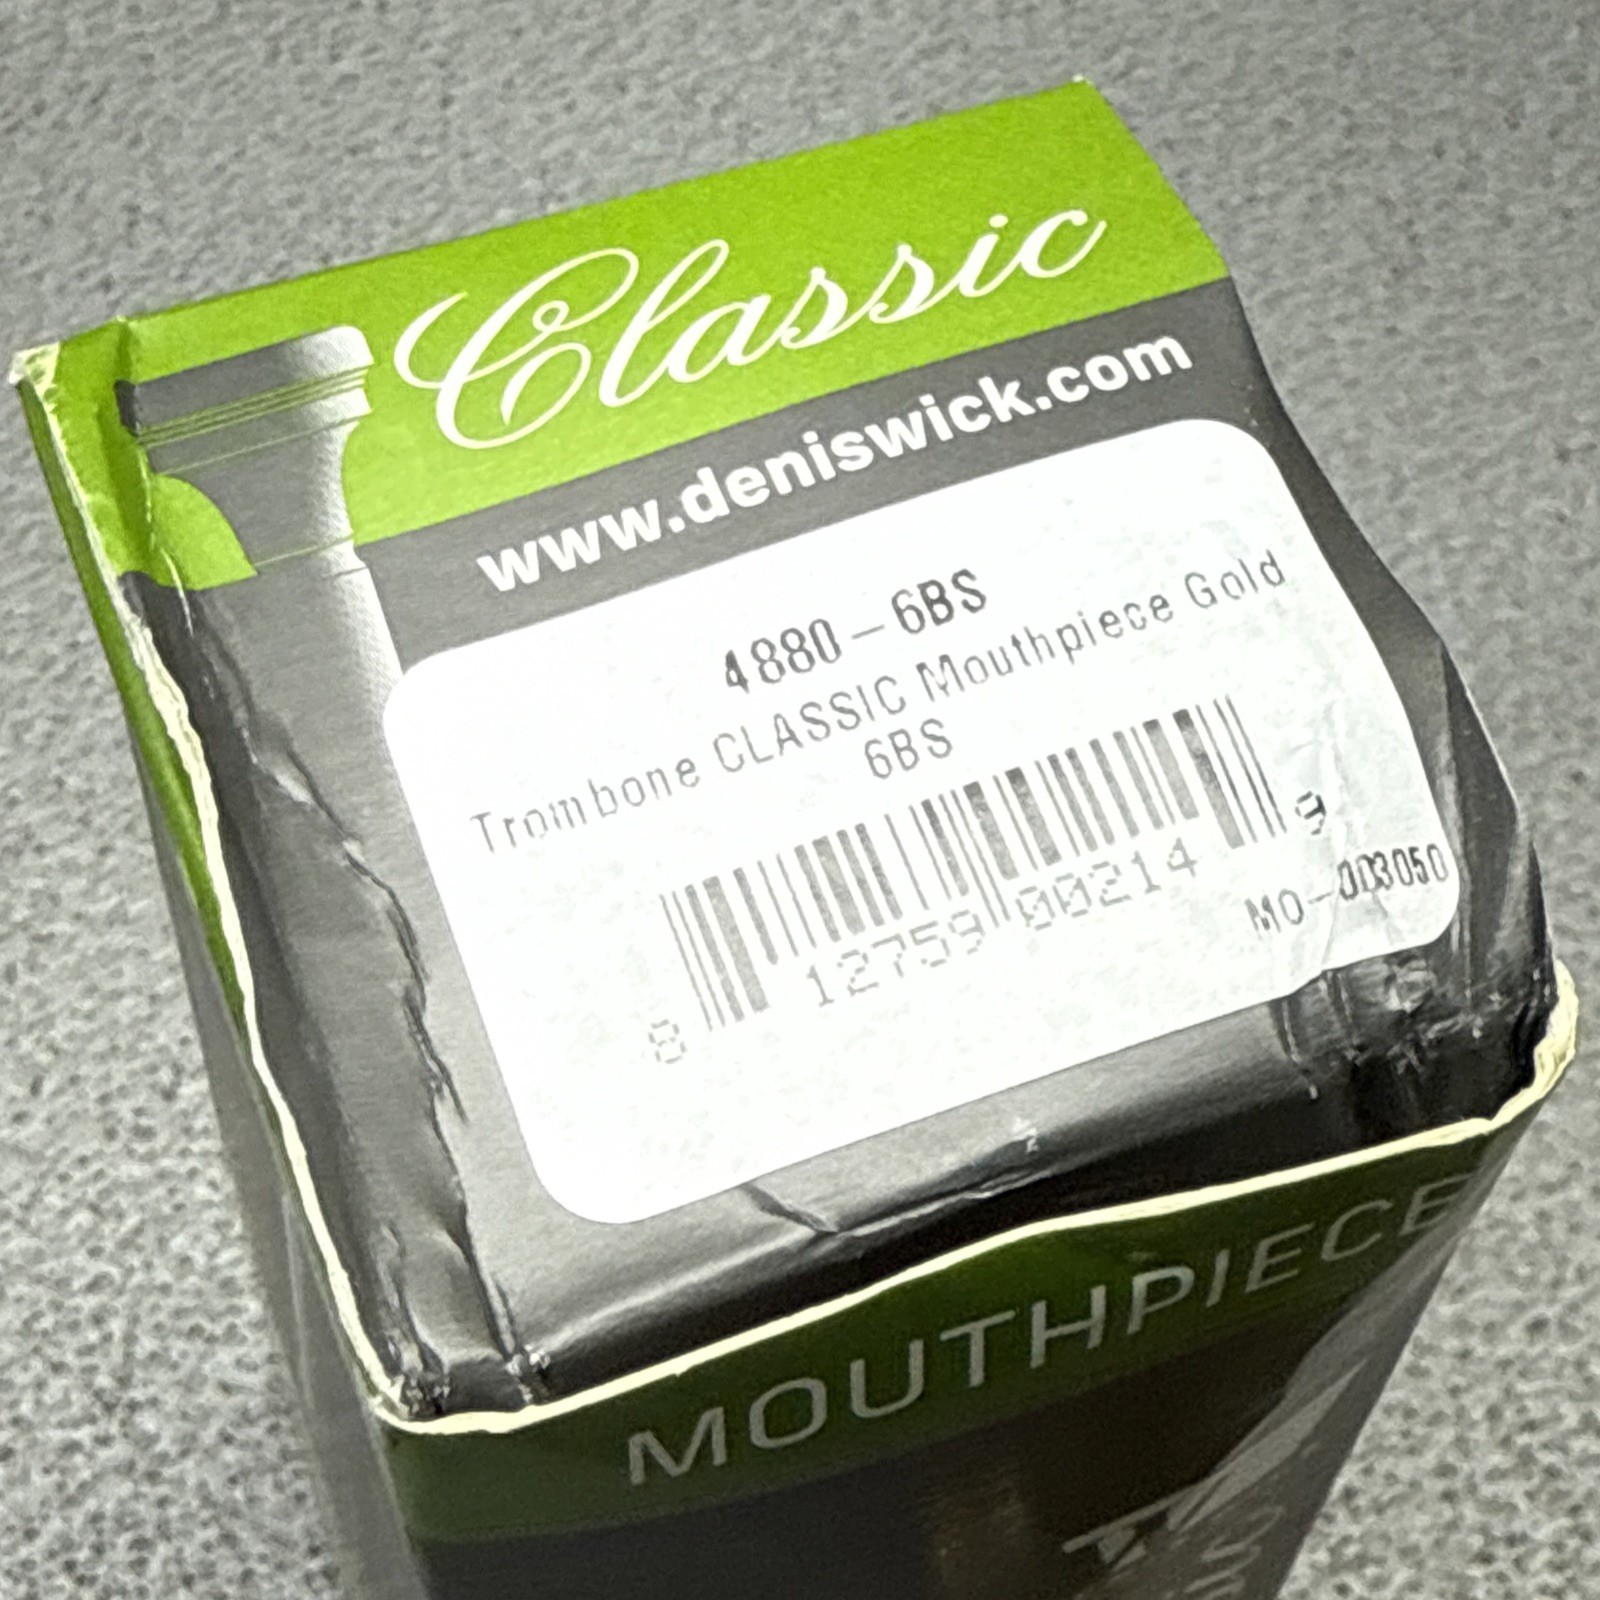 Classic
www.deniswick.com
4880-6BS
Trombone CLASSIC Mouthpiece Gold
6BS
8 12759 00214 9
MO-003050
MOUTHPIECE